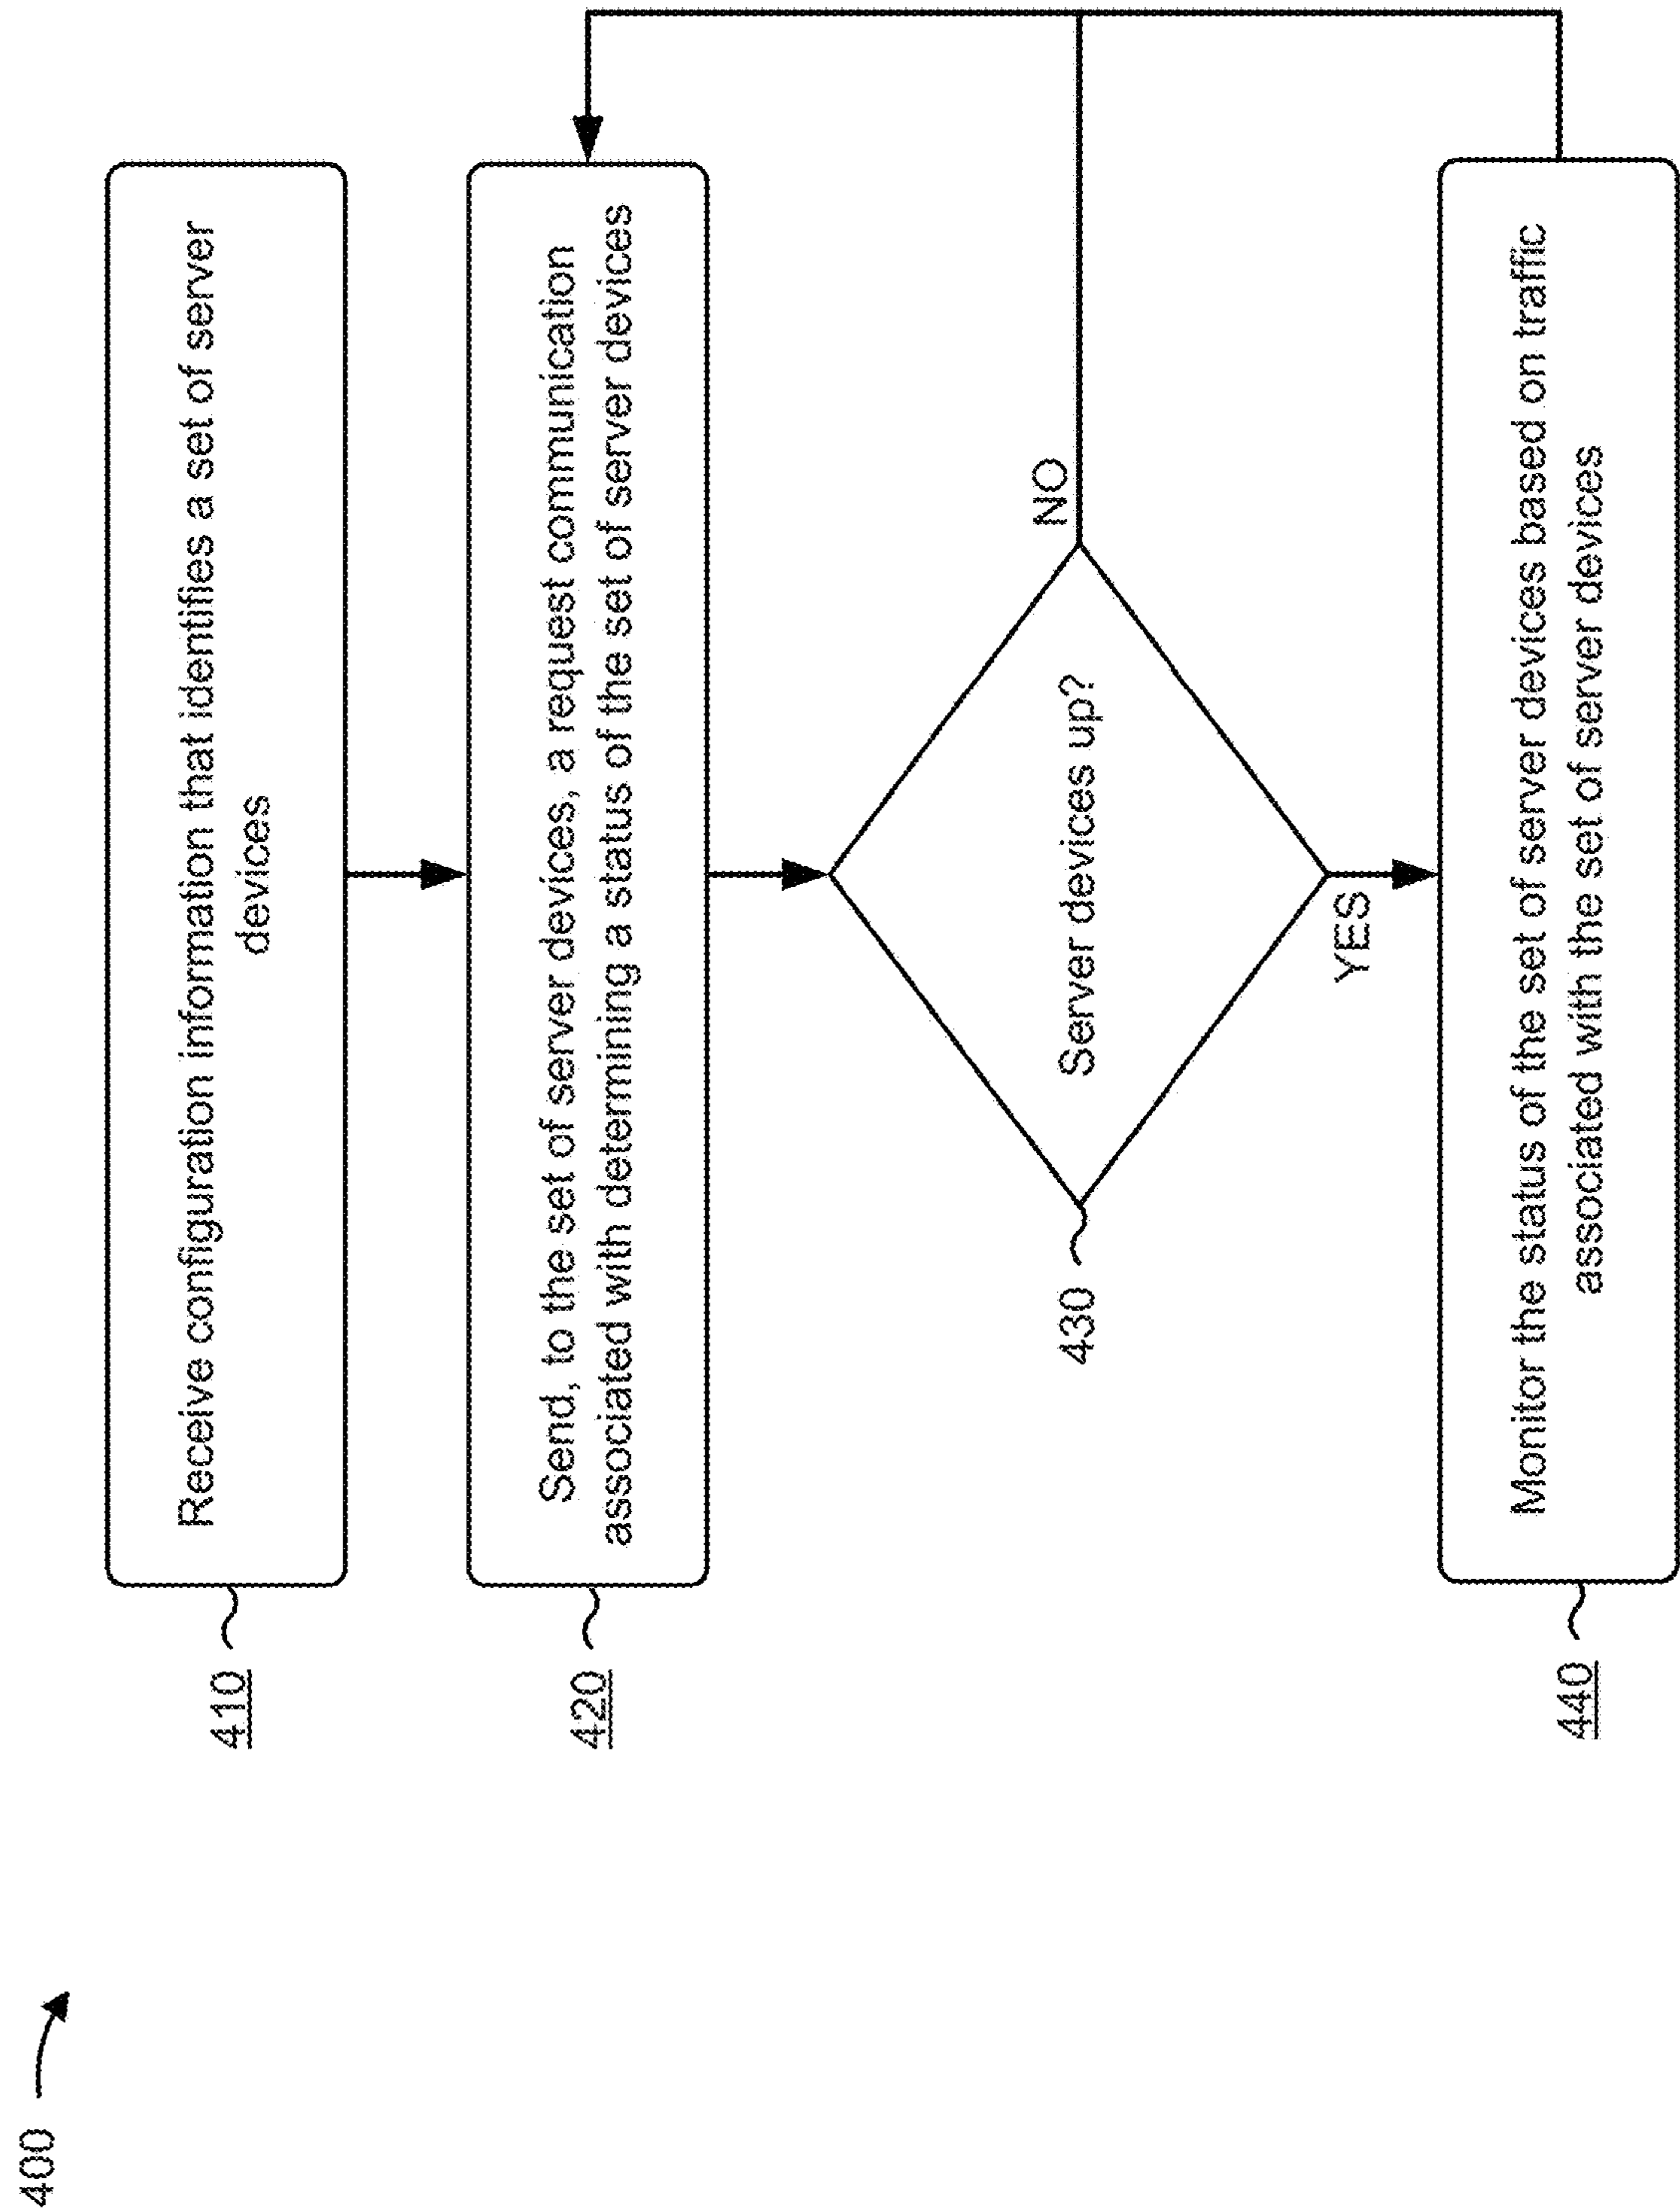 400
410
Receive configuration information that identifies a set of server
devices
420
Send, to the set of server devices, a request communication
associated with determining a status of the set of server devices
430
Server devices up?
NO
YES
440
Monitor the status of the set of server devices based on traffic
associated with the set of server devices